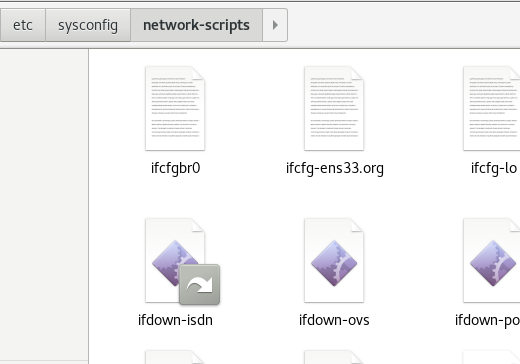 etc sysconfig network-scripts
ifcfgbr0 ifcfg-ens33.org ifcfg-lo
ifdown-isdn ifdown-ovs ifdown-po